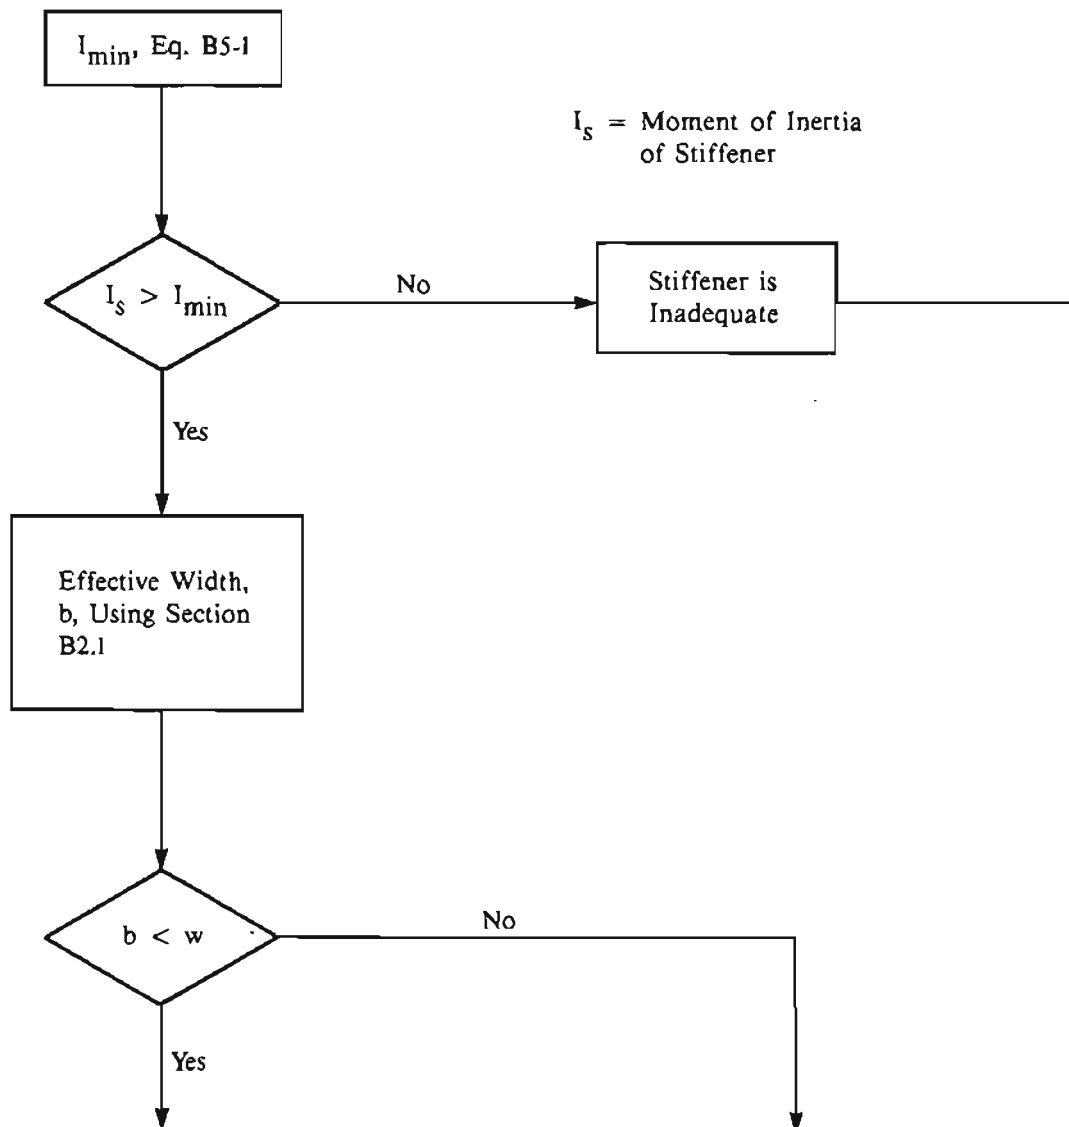 I_min, Eq. B5-1
I_s = Moment of Inertia
of Stiffener
I_s > I_min
No
Stiffener is
Inadequate
Yes
Effective Width,
b, Using Section
B2.1
b < w
No
Yes